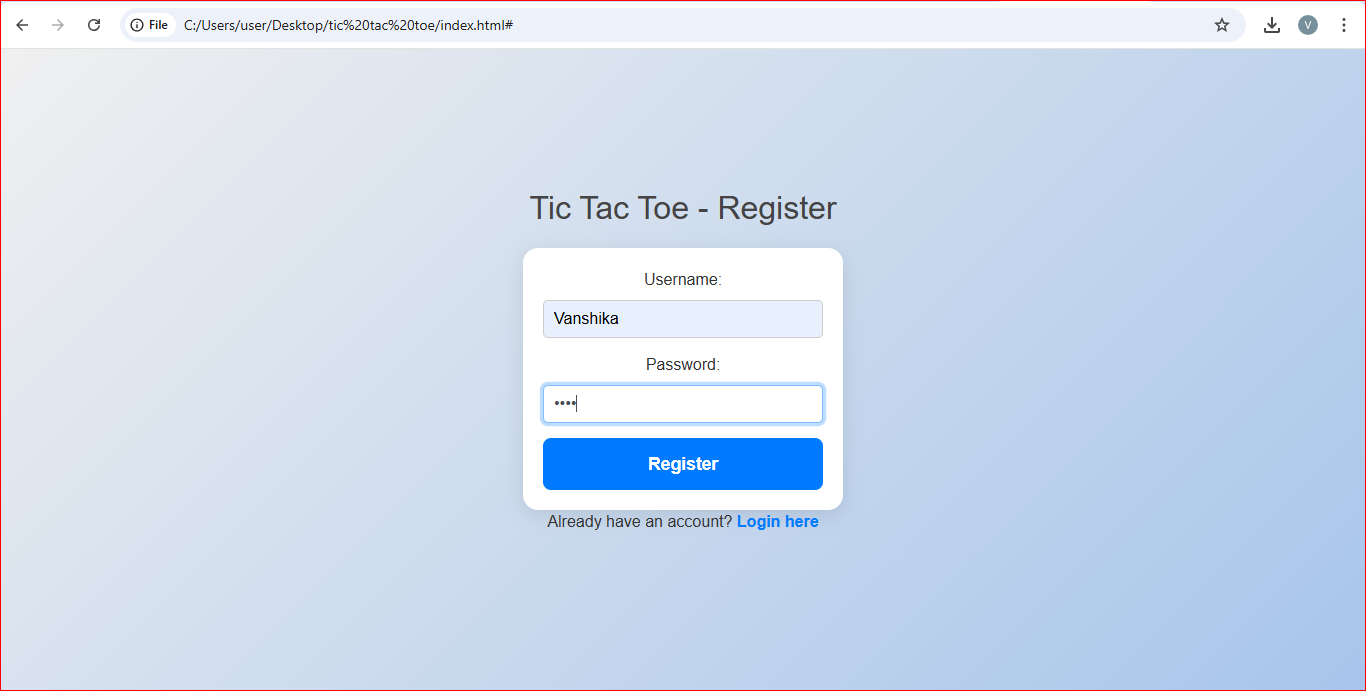 File C:/Users/user/Desktop/tic%20tac%20toe/index.html#
V
Tic Tac Toe - Register
Username:
Vanshika
Password:
••••
Register
Already have an account? Login here